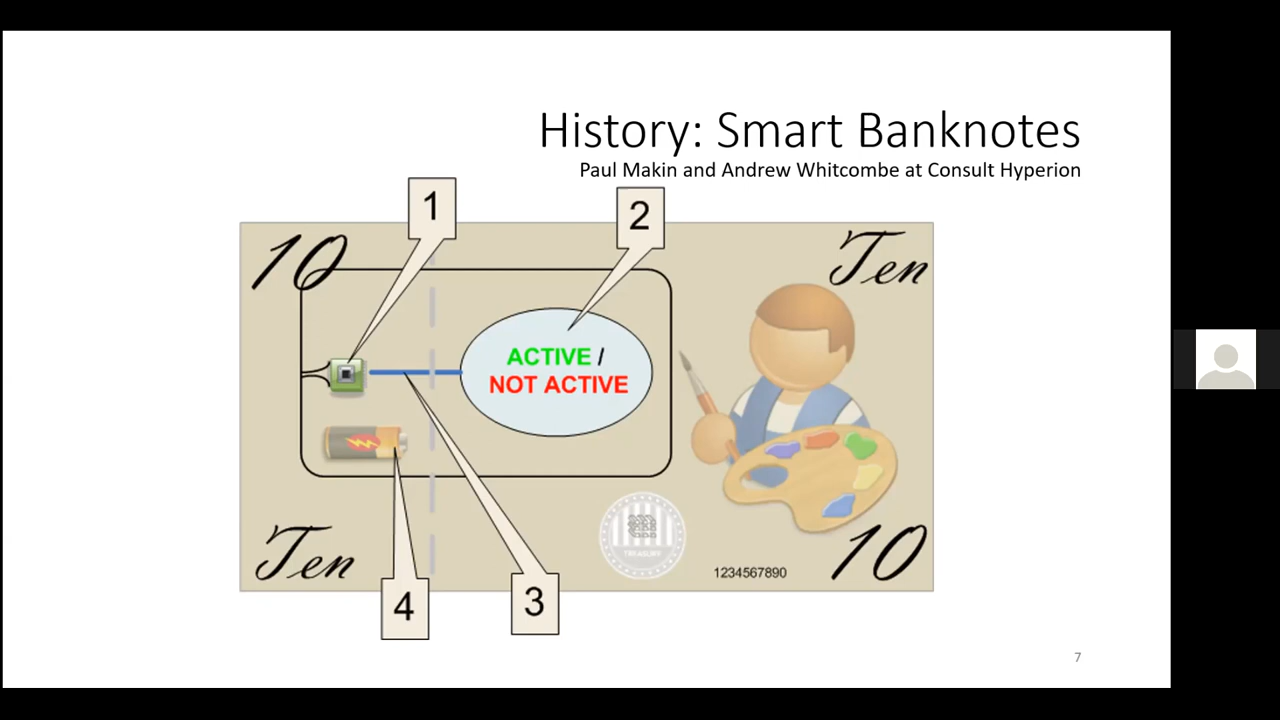 History: Smart Banknotes
Paul Makin and Andrew Whitcombe at Consult Hyperion
1
2
10
Ten
ACTIVE /
NOT ACTIVE
TREASURY
Ten
1234567890
10
4
3
7